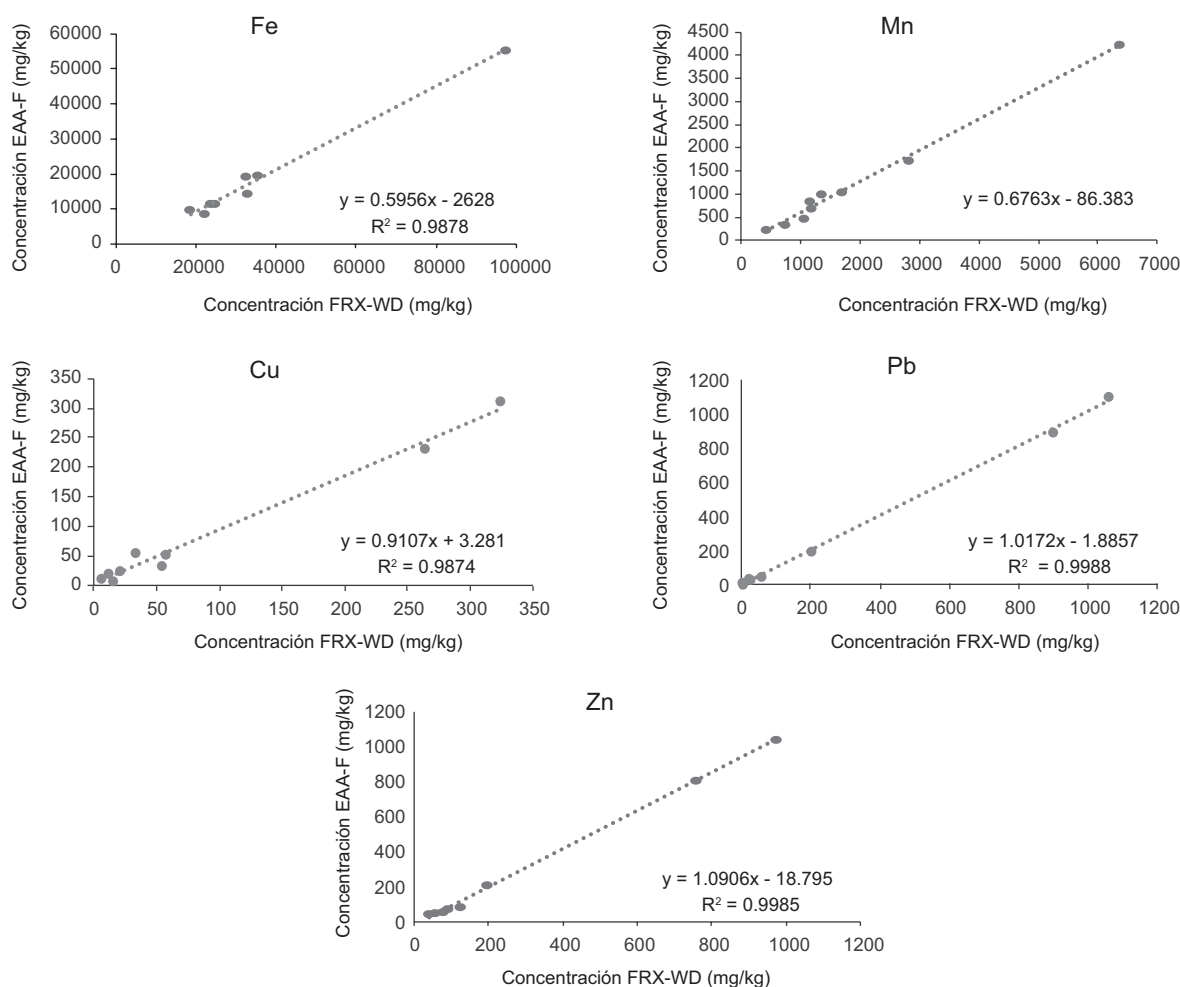 Fe
Concentración EAA-F (mg/kg)
60000
50000
40000
30000
20000
10000
0
y = 0.5956x - 2628
R² = 0.9878
0 20000 40000 60000 80000 100000
Concentración FRX-WD (mg/kg)
Mn
Concentración EAA-F (mg/kg)
4500
4000
3500
3000
2500
2000
1500
1000
500
0
y = 0.6763x - 86.383
0 1000 2000 3000 4000 5000 6000 7000
Concentración FRX-WD (mg/kg)
Cu
Concentración EAA-F (mg/kg)
350
300
250
200
150
100
50
0
y = 0.9107x + 3.281
R² = 0.9874
0 50 100 150 200 250 300 350
Concentración FRX-WD (mg/kg)
Pb
Concentración EAA-F (mg/kg)
1200
1000
800
600
400
200
0
y = 1.0172x - 1.8857
R² = 0.9988
0 200 400 600 800 1000 1200
Concentración FRX-WD (mg/kg)
Zn
Concentración EAA-F (mg/kg)
1200
1000
800
600
400
200
0
y = 1.0906x - 18.795
R² = 0.9985
0 200 400 600 800 1000 1200
Concentración FRX-WD (mg/kg)